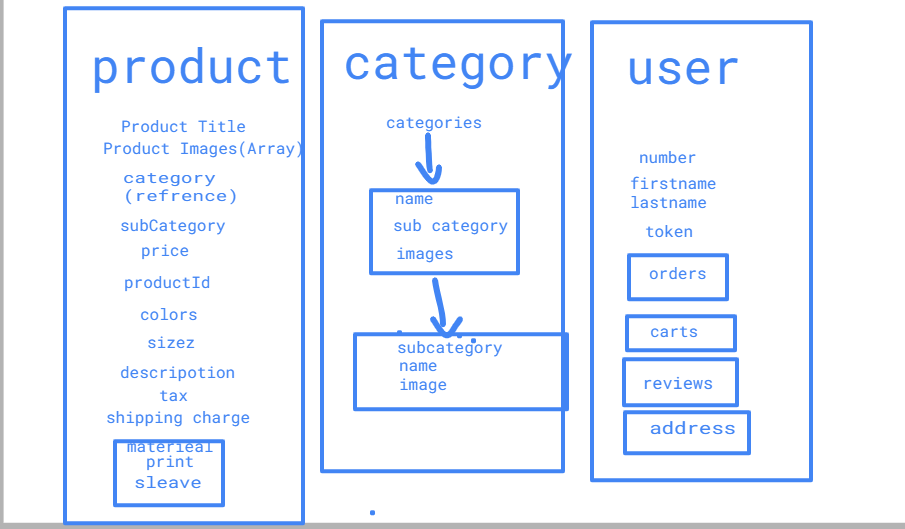 product
Product Title
Product Images(Array)
category
(refrence)
subCategory
price
productId
colors
sizez
descripotion
tax
shipping charge
materieal
print
sleave
category
categories
name
sub category
images
subcategory
name
image
user
number
firstname
lastname
token
orders
carts
reviews
address